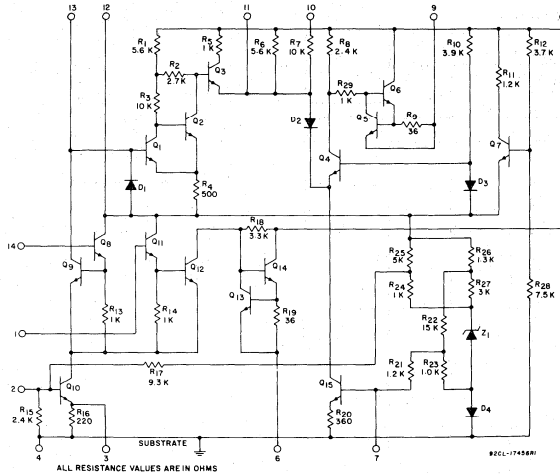 13 12 11 10 9
R1 5.6 K
R5 1 K
R6 5.6 K
R7 10 K
R8 2.4 K
R10 3.9 K
R12 3.7 K
R2 2.7 K
Q3
R29 1 K
Q6
R11 1.2 K
R3 10 K
Q2
D2
Q5
R9 36
Q1
Q4
Q7
D1
R4 500
D3
14
Q8
Q11
R18 3.3 K
R25 5 K
R26 1.3 K
Q9
Q12
Q14
R24 1 K
R27 3 K
R28 7.5 K
Q13
R13 1 K
R14 1 K
R19 36
R22 15 K
Z1
1
R17 9.3 K
R21 1.2 K
R23 1.0 K
2
Q10
Q15
D4
R15 2.4 K
R16 220
R20 360
SUBSTRATE
4 3 6 7
92CL-17456R1
ALL RESISTANCE VALUES ARE IN OHMS